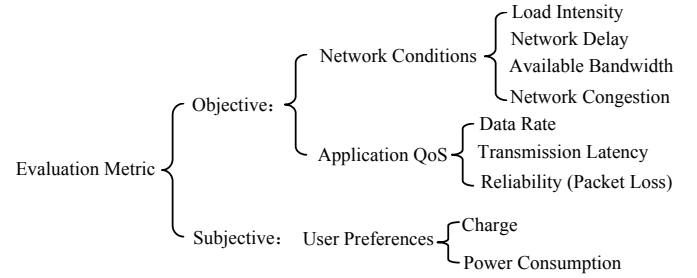 Load Intensity
Network Delay
Network Conditions
Available Bandwidth
Network Congestion
Objective：
Data Rate
Application QoS
Transmission Latency
Evaluation Metric
Reliability (Packet Loss)
Charge
Subjective： User Preferences
Power Consumption